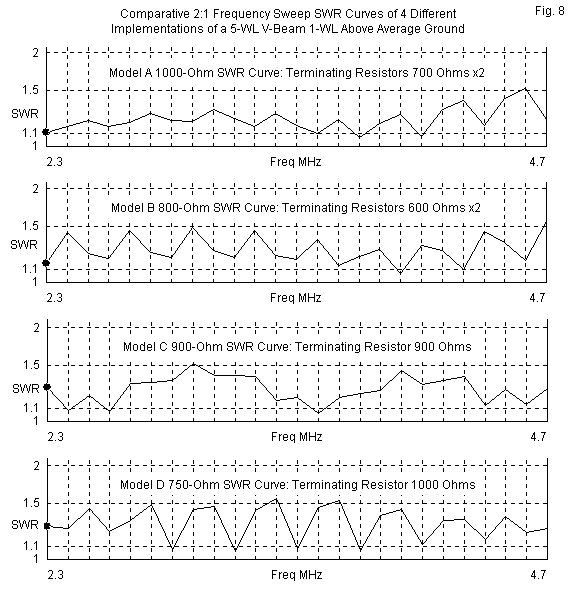 Comparative 2:1 Frequency Sweep SWR Curves of 4 Different
Implementations of a 5-WL V-Beam 1-WL Above Average Ground
Fig. 8
2
Model A 1000-Ohm SWR Curve: Terminating Resistors 700 Ohms x2
1.5
SWR
1.1
1
2.3
Freq MHz
4.7
2
Model B 800-Ohm SWR Curve: Terminating Resistors 600 Ohms x2
1.5
SWR
1.1
1
2.3
Freq MHz
4.7
2
Model C 900-Ohm SWR Curve: Terminating Resistor 900 Ohms
1.5
SWR
1.1
1
2.3
Freq MHz
4.7
2
Model D 750-Ohm SWR Curve: Terminating Resistor 1000 Ohms
1.5
SWR
1.1
1
2.3
Freq MHz
4.7